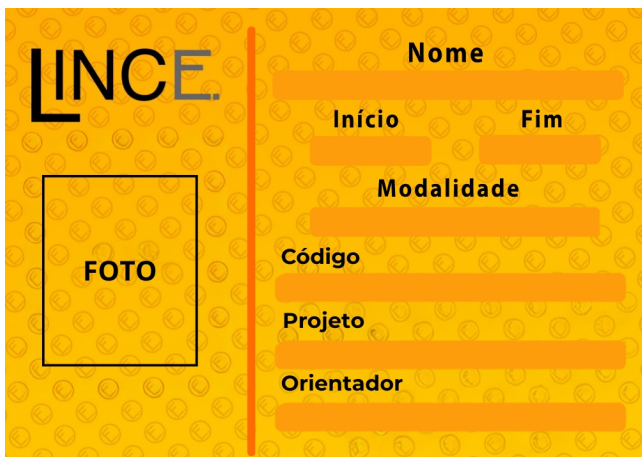 LINCE.
FOTO
Nome
Início Fim
Modalidade
Código
Projeto
Orientador